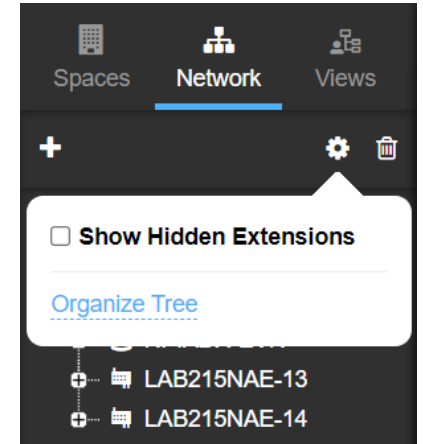 Spaces Network Views
Show Hidden Extensions
Organize Tree
LAB215NAE-13
LAB215NAE-14